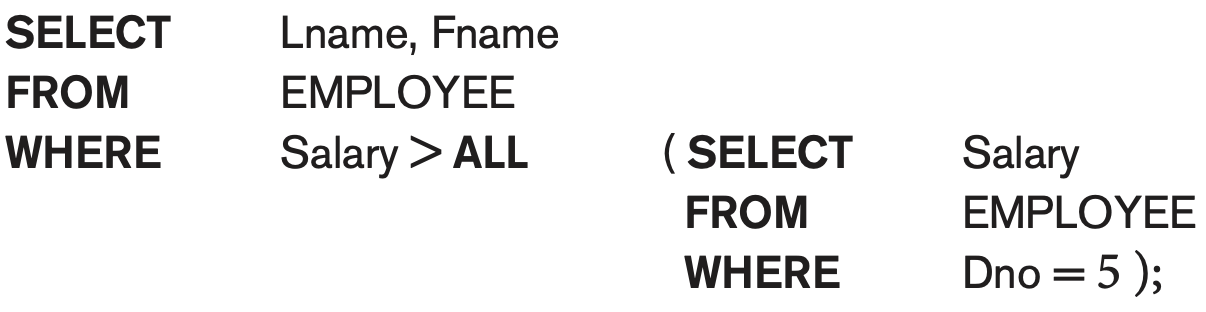 SELECT Lname, Fname
FROM EMPLOYEE
WHERE Salary > ALL ( SELECT Salary
FROM EMPLOYEE
WHERE Dno = 5 );